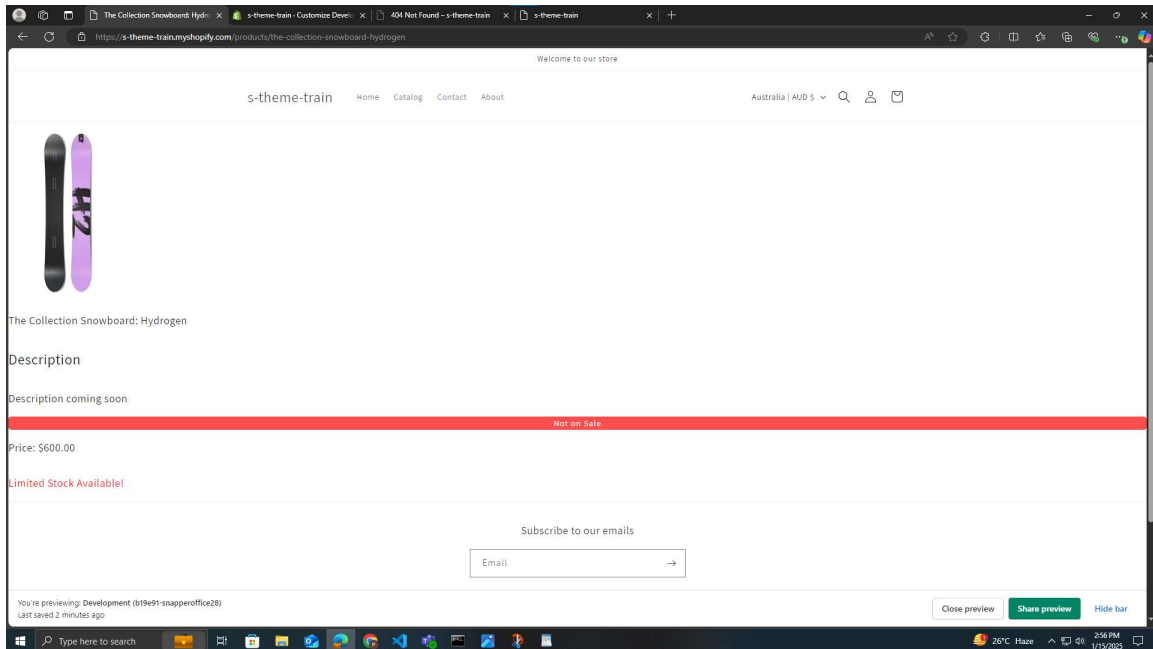 The Collection Snowboard: Hydro
s-theme-train - Customize Develo
404 Not Found – s-theme-train
s-theme-train
https://s-theme-train.myshopify.com/products/the-collection-snowboard-hydrogen
Welcome to our store
s-theme-train Home Catalog Contact About Australia | AUD $
The Collection Snowboard: Hydrogen
Description
Description coming soon
Not on Sale
Price: $600.00
Limited Stock Available!
Subscribe to our emails
Email
You're previewing: Development (b19e91-snapperoffice28)
Last saved 2 minutes ago
Close preview Share preview Hide bar
Type here to search
26°C Haze
2:56 PM
1/15/2025